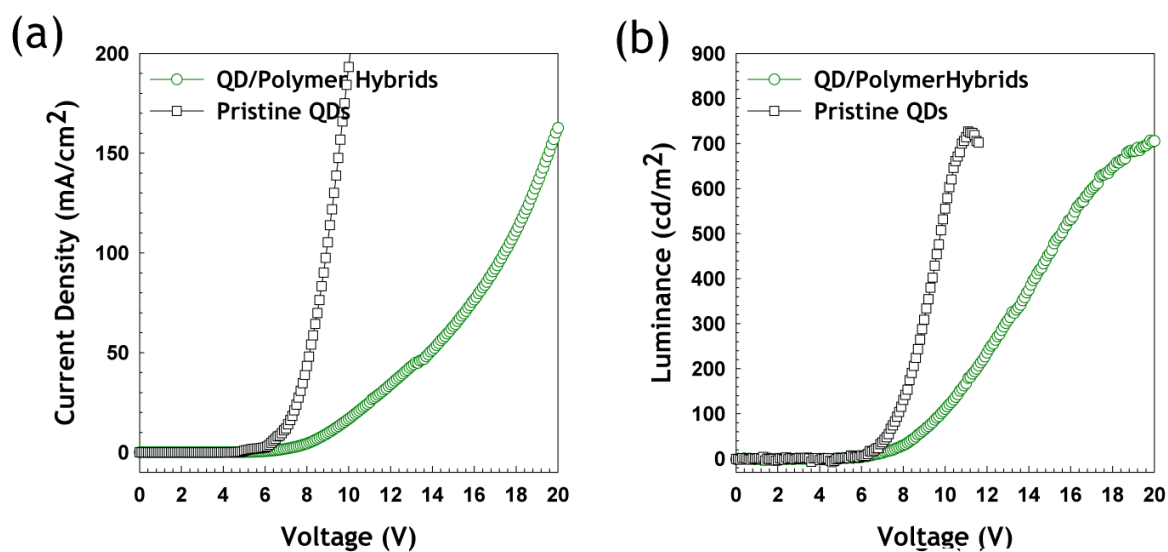 (a)
200
150
100
50
0
QD/Polymer Hybrids
Pristine QDs
Current Density (mA/cm²)
0 2 4 6 8 10 12 14 16 18 20
Voltage (V)
(b)
900
800
700
600
500
400
300
200
100
0
QD/PolymerHybrids
Pristine QDs
Luminance (cd/m²)
0 2 4 6 8 10 12 14 16 18 20
Voltage (V)